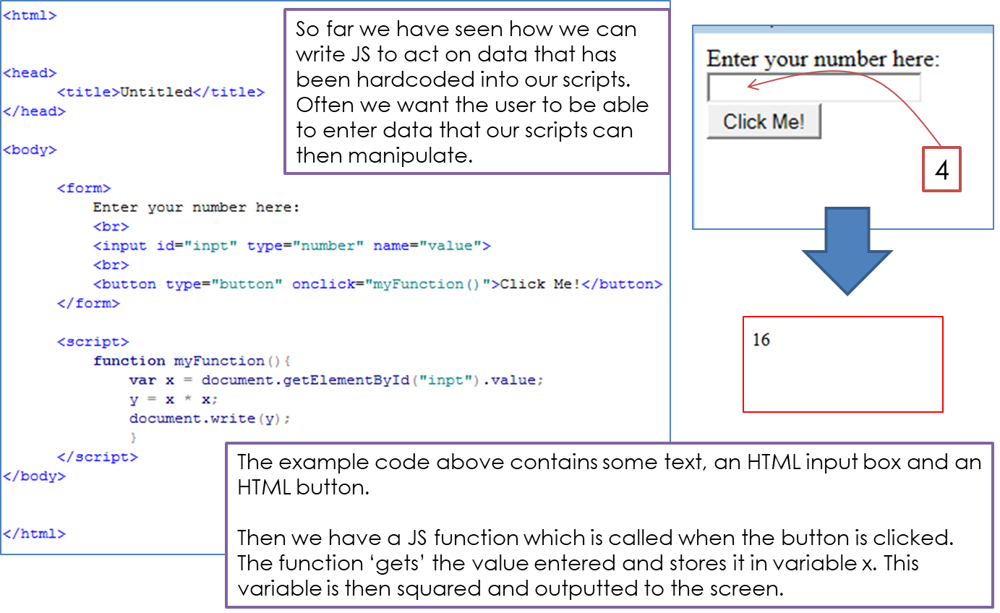 <html>
<head>
<title>Untitled</title>
</head>
<body>
<form>
Enter your number here:
<br>
<input id="inpt" type="number" name="value">
<br>
<button type="button" onclick="myFunction()">Click Me!</button>
</form>
<script>
function myFunction(){
var x = document.getElementById("inpt").value;
y = x * x;
document.write(y);
}
</script>
</body>
</html>
So far we have seen how we can
write JS to act on data that has
been hardcoded into our scripts.
Often we want the user to be able
to enter data that our scripts can
then manipulate.
Enter your number here:
Click Me!
4
16
The example code above contains some text, an HTML input box and an
HTML button.
Then we have a JS function which is called when the button is clicked.
The function ‘gets’ the value entered and stores it in variable x. This
variable is then squared and outputted to the screen.